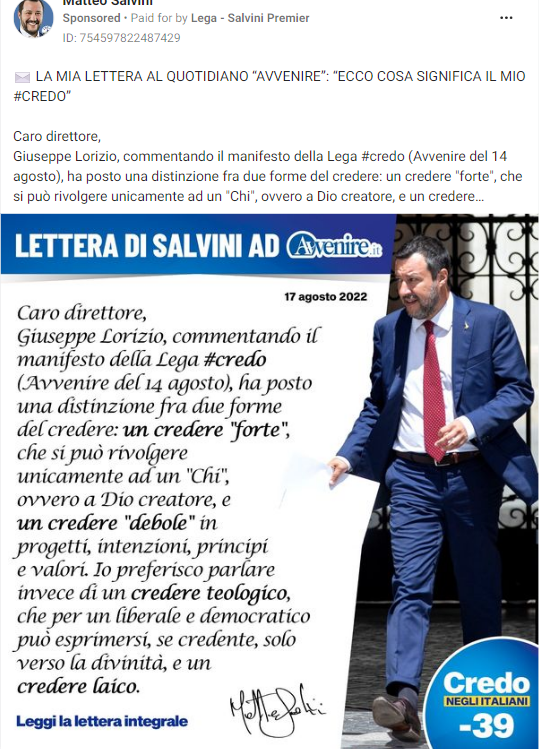 Matteo Salvini
Sponsored • Paid for by Lega - Salvini Premier
ID: 754597822487429
LA MIA LETTERA AL QUOTIDIANO “AVVENIRE”: “ECCO COSA SIGNIFICA IL MIO
#CREDO”
Caro direttore,
Giuseppe Lorizio, commentando il manifesto della Lega #credo (Avvenire del 14
agosto), ha posto una distinzione fra due forme del credere: un credere "forte", che
si può rivolgere unicamente ad un "Chi", ovvero a Dio creatore, e un credere...
LETTERA DI SALVINI AD Avvenire.it
17 agosto 2022
Caro direttore,
Giuseppe Lorizio, commentando il
manifesto della Lega #credo
(Avvenire del 14 agosto), ha posto
una distinzione fra due forme
del credere: un credere "forte",
che si può rivolgere
unicamente ad un "Chi",
ovvero a Dio creatore, e
un credere "debole" in
progetti, intenzioni, principi
e valori. Io preferisco parlare
invece di un credere teologico,
che per un liberale e democratico
può esprimersi, se credente, solo
verso la divinità, e un
credere laico.
Matteo Salvini
Leggi la lettera integrale
Credo
NEGLI ITALIANI
-39